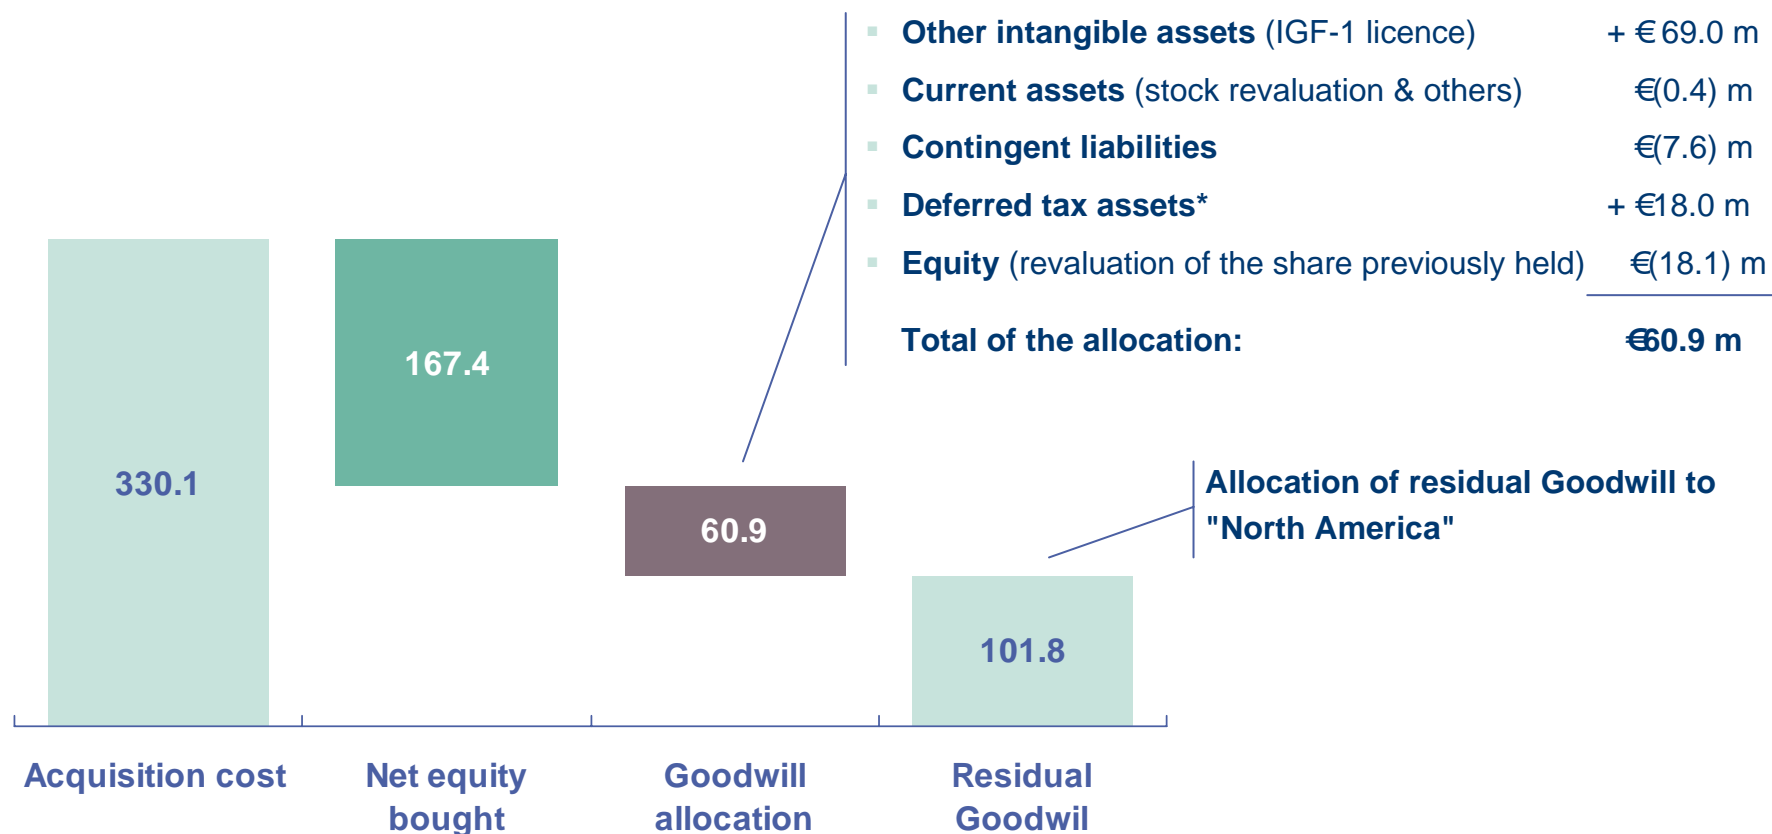 Other intangible assets (IGF-1 licence) + € 69.0 m
Current assets (stock revaluation & others) €(0.4) m
Contingent liabilities €(7.6) m
Deferred tax assets* + €18.0 m
Equity (revaluation of the share previously held) €(18.1) m
Total of the allocation: €60.9 m
167.4
330.1
60.9
Allocation of residual Goodwill to
"North America"
101.8
Acquisition cost
Net equity
bought
Goodwill
allocation
Residual
Goodwil